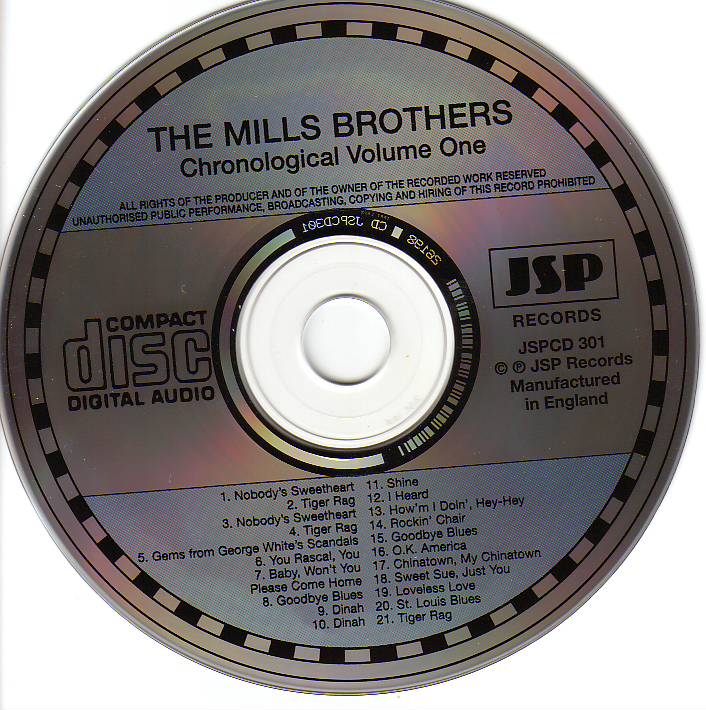 THE MILLS BROTHERS
Chronological Volume One
ALL RIGHTS OF THE PRODUCER AND OF THE OWNER OF THE RECORDED WORK RESERVED
UNAUTHORISED PUBLIC PERFORMANCE, BROADCASTING, COPYING AND HIRING OF THIS RECORD PROHIBITED
CD JSPCD301
28198
JSP
RECORDS
JSPCD 301
© ℗ JSP Records
Manufactured
in England
COMPACT
disc
DIGITAL AUDIO
1. Nobody's Sweetheart
2. Tiger Rag
3. Nobody's Sweetheart
4. Tiger Rag
5. Gems from George White's Scandals
6. You Rascal, You
7. Baby, Won't You
Please Come Home
8. Goodbye Blues
9. Dinah
10. Dinah
11. Shine
12. I Heard
13. How'm I Doin', Hey-Hey
14. Rockin' Chair
15. Goodbye Blues
16. O.K. America
17. Chinatown, My Chinatown
18. Sweet Sue, Just You
19. Loveless Love
20. St. Louis Blues
21. Tiger Rag